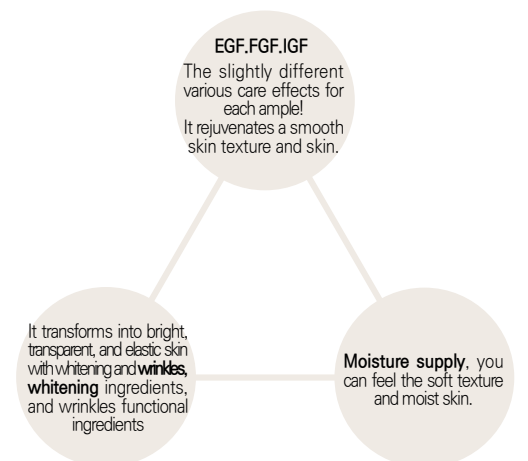 EGF.FGF.IGF
The slightly different
various care effects for
each ample!
It rejuvenates a smooth
skin texture and skin.
It transforms into bright,
transparent, and elastic skin
with whitening and wrinkles,
whitening ingredients,
and wrinkles functional
ingredients
Moisture supply, you
can feel the soft texture
and moist skin.